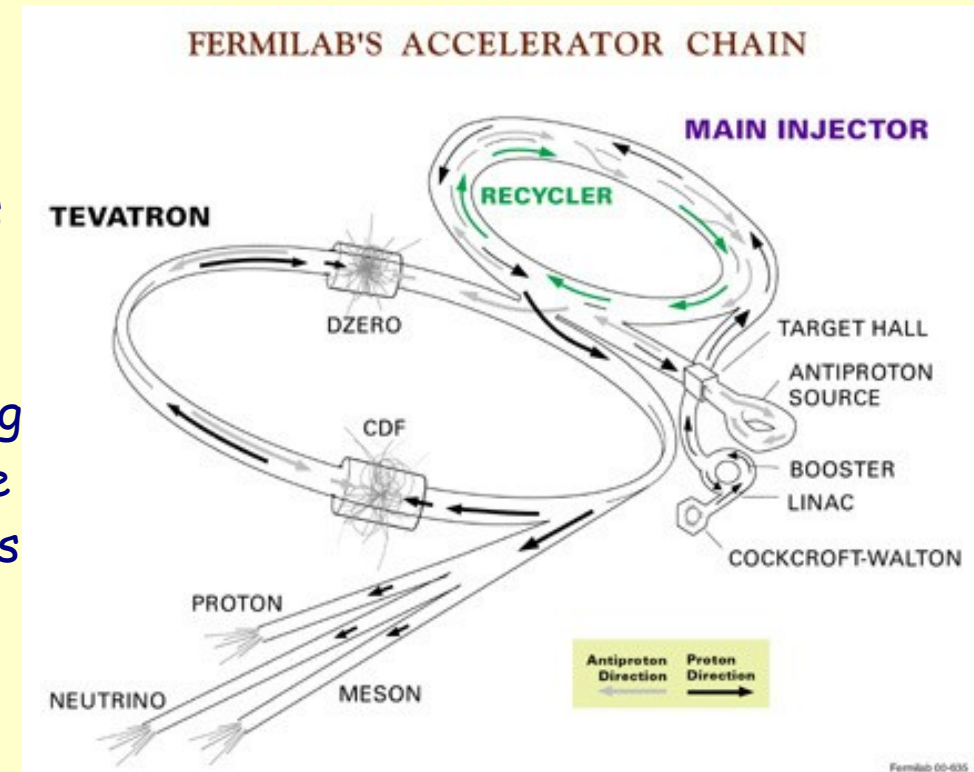 FERMILAB'S ACCELERATOR CHAIN
MAIN INJECTOR
RECYCLER
TEVATRON
DZERO
TARGET HALL
ANTIPROTON
SOURCE
CDF
BOOSTER
LINAC
COCKCROFT-WALTON
PROTON
NEUTRINO
MESON
Antiproton Proton
Direction Direction
Fermilab 00-635